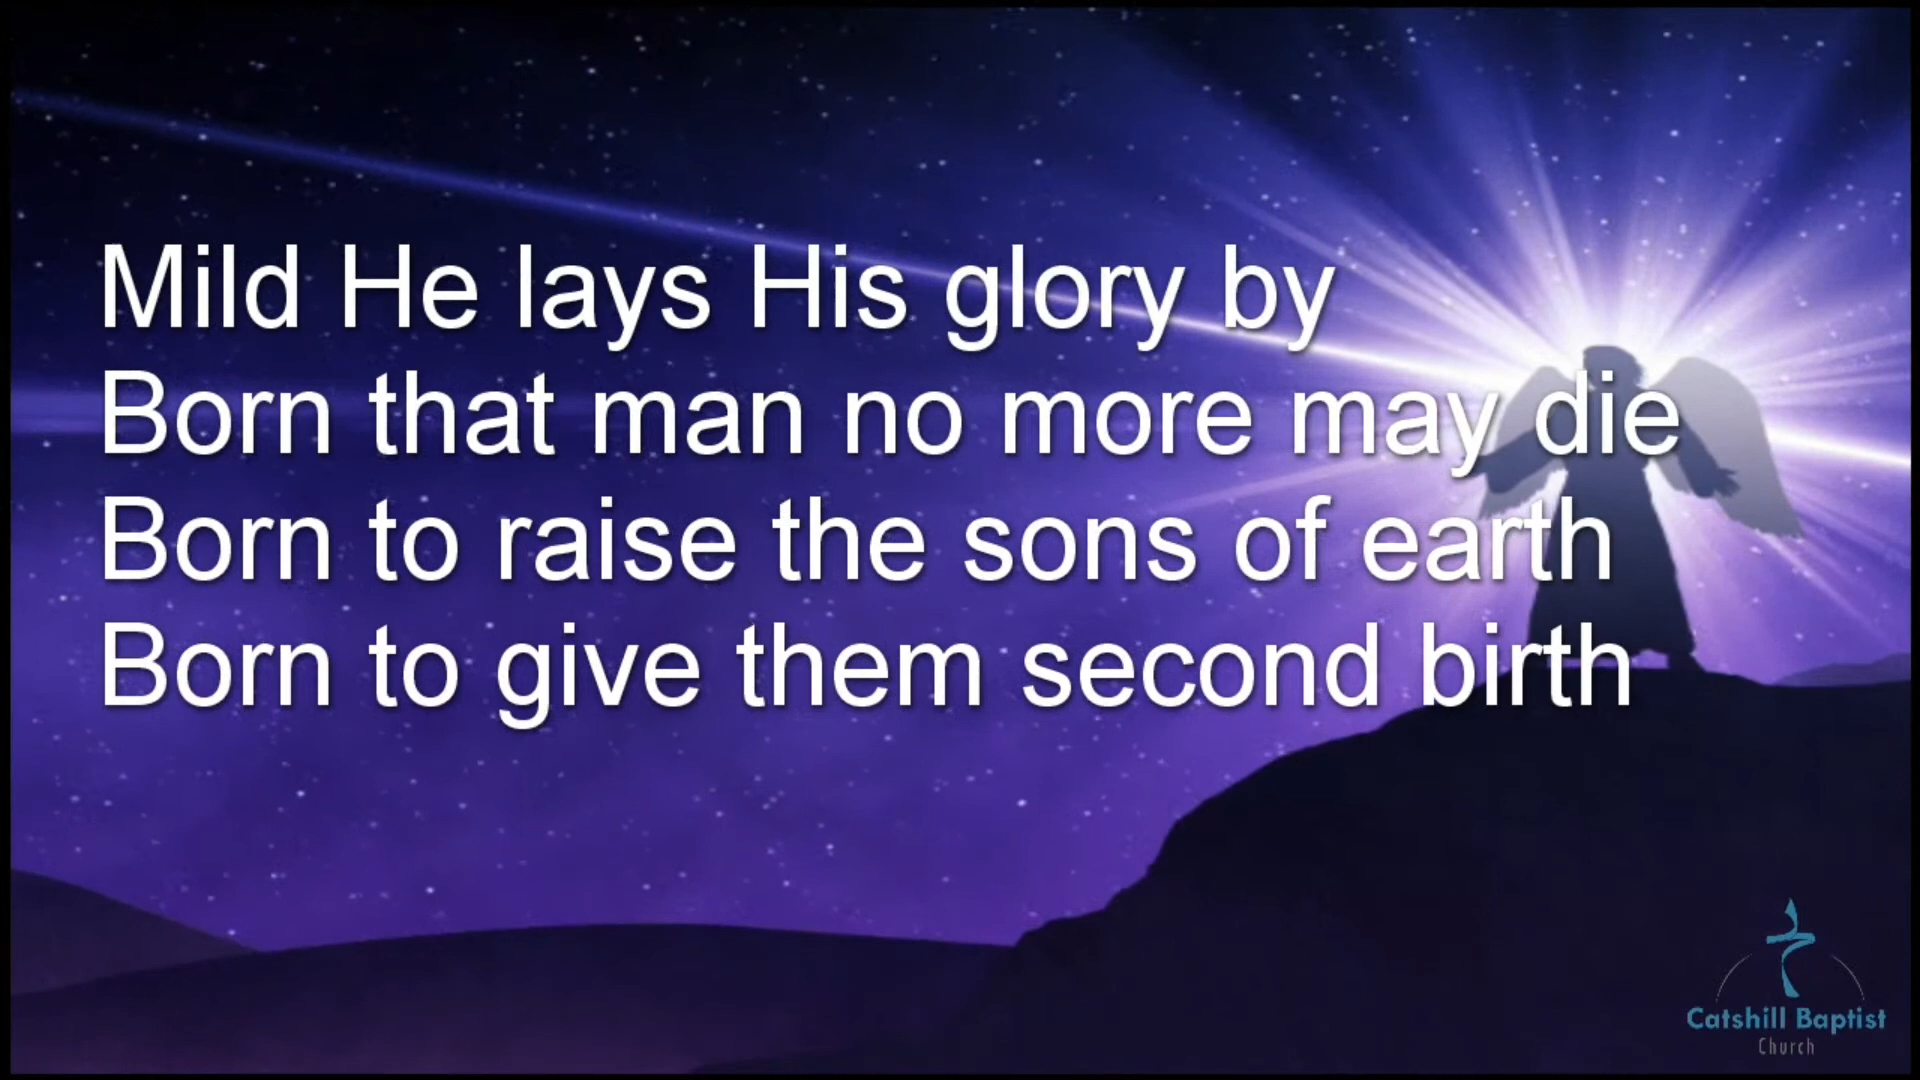 Mild He lays His glory by
Born that man no more may die
Born to raise the sons of earth
Born to give them second birth
Catshill Baptist
Church